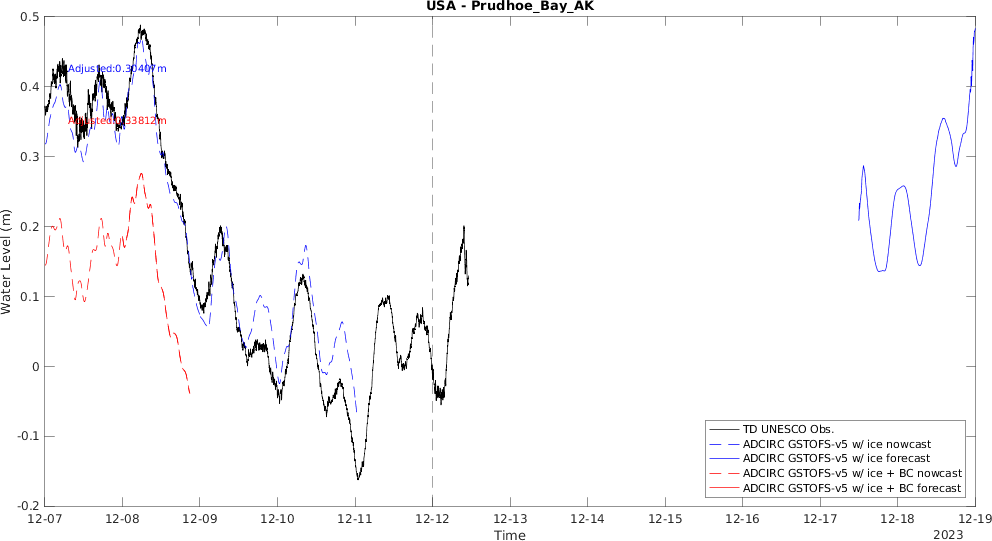 USA - Prudhoe_Bay_AK
0.5
0.4
0.3
0.2
0.1
0
-0.1
-0.2
Water Level (m)
Adjusted:0.30407m
Adjusted:0.33812m
TD UNESCO Obs.
ADCIRC GSTOFS-v5 w/ ice nowcast
ADCIRC GSTOFS-v5 w/ ice forecast
ADCIRC GSTOFS-v5 w/ ice + BC nowcast
ADCIRC GSTOFS-v5 w/ ice + BC forecast
12-07 12-08 12-09 12-10 12-11 12-12 12-13 12-14 12-15 12-16 12-17 12-18 12-19
Time
2023